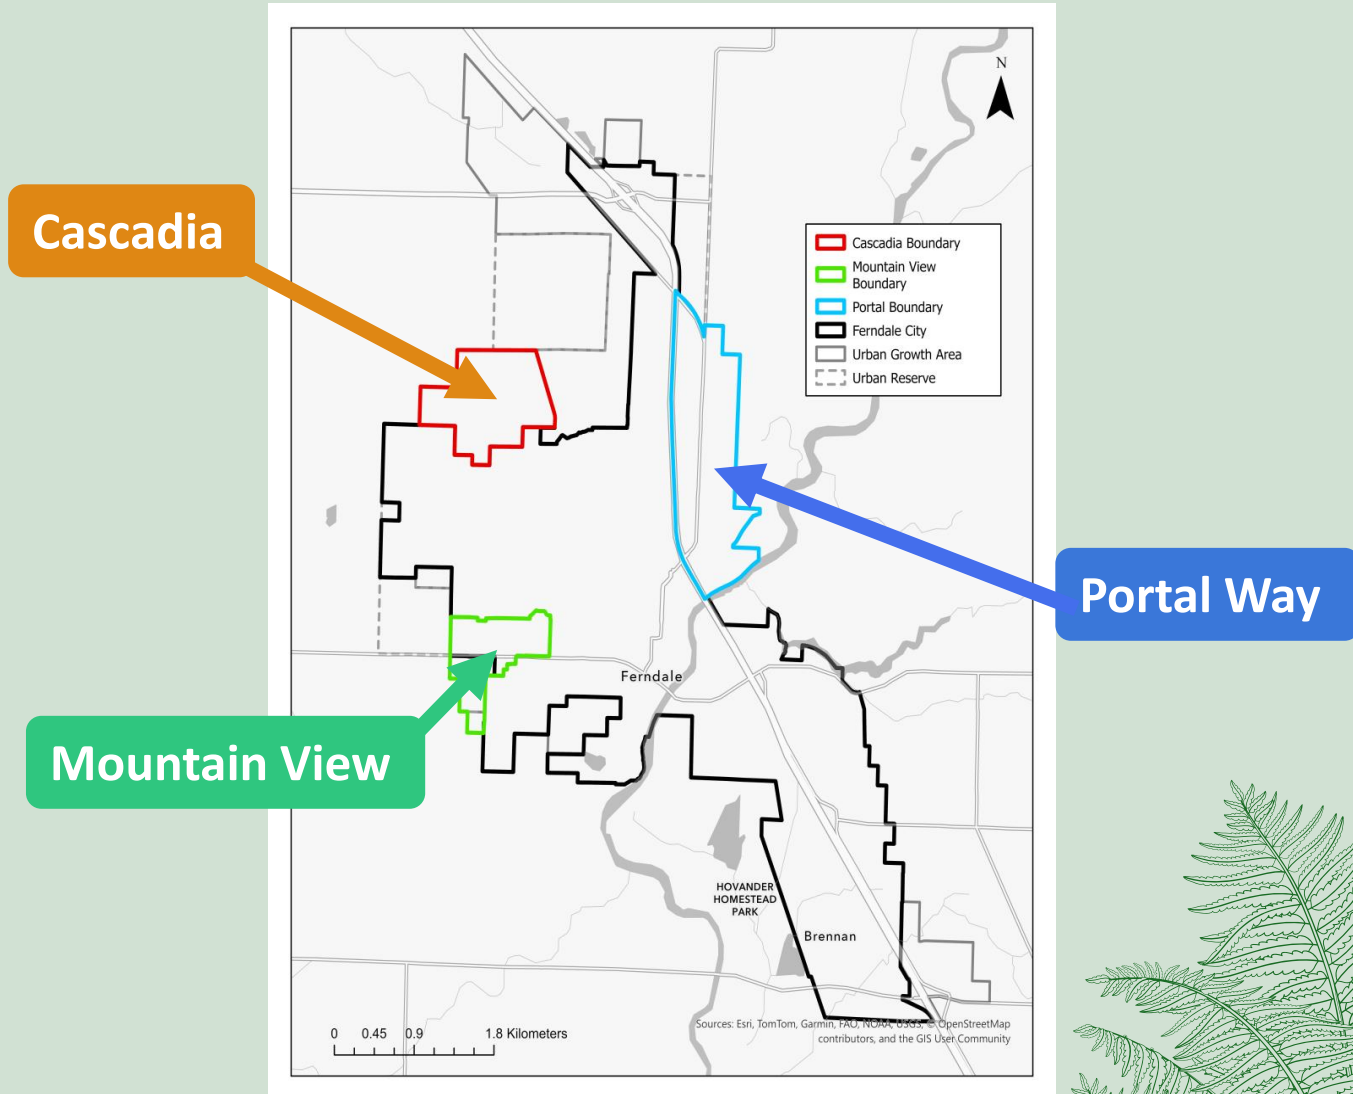 N
Cascadia
Cascadia Boundary
Mountain View
Boundary
Portal Boundary
Ferndale City
Urban Growth Area
Urban Reserve
Portal Way
Ferndale
Mountain View
HOVANDER
HOMESTEAD
PARK
Brennan
0 0.45 0.9 1.8 Kilometers
Sources: Esri, TomTom, Garmin, FAO, NOAA, USGS, © OpenStreetMap
contributors, and the GIS User Community